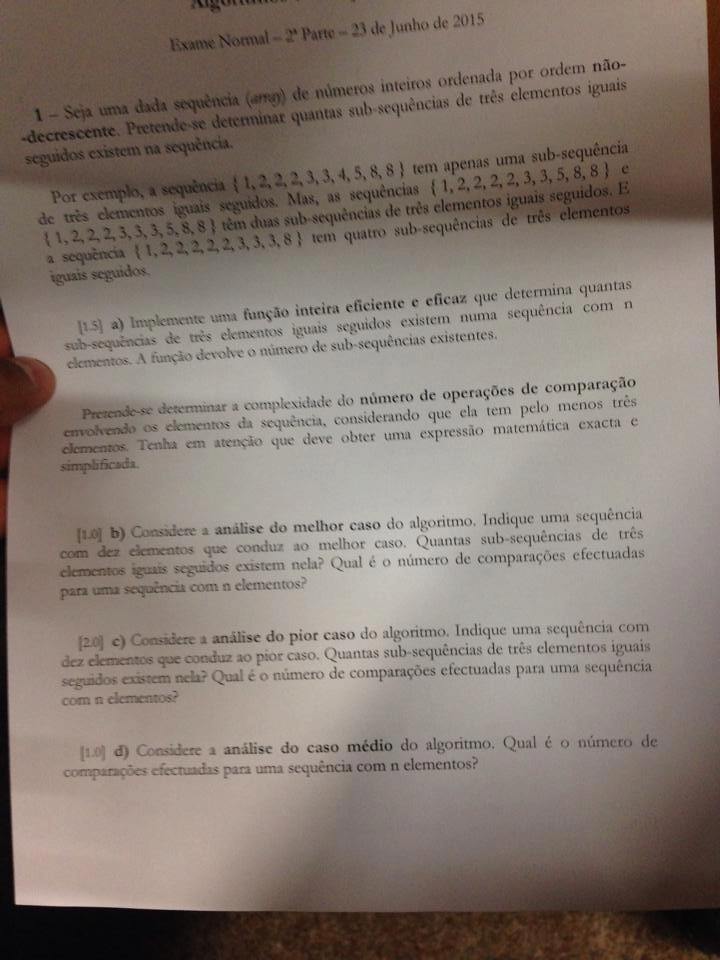 Exame Normal – 2ª Parte – 23 de Junho de 2015
1 – Seja uma dada sequência (array) de números inteiros ordenada por ordem não-
-decrescente. Pretende-se determinar quantas sub-sequências de três elementos iguais
seguidos existem na sequência.
Por exemplo, a sequência { 1, 2, 2, 2, 3, 3, 4, 5, 8, 8 } tem apenas uma sub-sequência
de três elementos iguais seguidos. Mas, as sequências { 1, 2, 2, 2, 2, 3, 3, 5, 8, 8 } e
{ 1, 2, 2, 2, 3, 3, 3, 5, 8, 8 } têm duas sub-sequências de três elementos iguais seguidos. E
a sequência { 1, 2, 2, 2, 2, 2, 3, 3, 3, 8 } tem quatro sub-sequências de três elementos
iguais seguidos.
[1.5] a) Implemente uma função inteira eficiente e eficaz que determina quantas
sub-sequências de três elementos iguais seguidos existem numa sequência com n
elementos. A função devolve o número de sub-sequências existentes.
Pretende-se determinar a complexidade do número de operações de comparação
envolvendo os elementos da sequência, considerando que ela tem pelo menos três
elementos. Tenha em atenção que deve obter uma expressão matemática exacta e
simplificada.
[1.0] b) Considere a análise do melhor caso do algoritmo. Indique uma sequência
com dez elementos que conduz ao melhor caso. Quantas sub-sequências de três
elementos iguais seguidos existem nela? Qual é o número de comparações efectuadas
para uma sequência com n elementos?
[2.0] c) Considere a análise do pior caso do algoritmo. Indique uma sequência com
dez elementos que conduz ao pior caso. Quantas sub-sequências de três elementos iguais
seguidos existem nela? Qual é o número de comparações efectuadas para uma sequência
com n elementos?
[1.0] d) Considere a análise do caso médio do algoritmo. Qual é o número de
comparações efectuadas para uma sequência com n elementos?